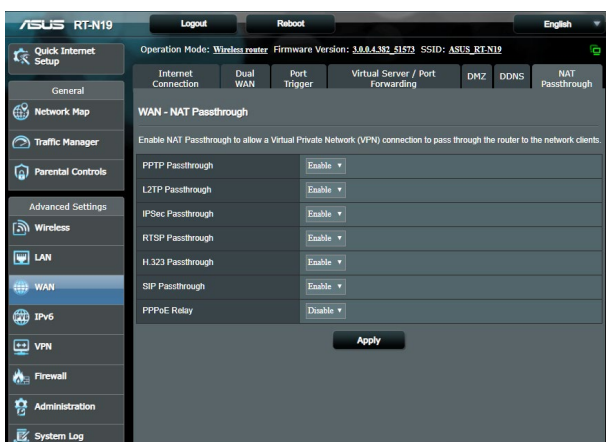 ASUS RT-N19 Logout Reboot English
Quick Internet Setup
Operation Mode: Wireless router Firmware Version: 3.0.0.4.382_51573 SSID: ASUS_RT-N19
General
Network Map
Traffic Manager
Parental Controls
Advanced Settings
Wireless
LAN
WAN
IPv6
VPN
Firewall
Administration
System Log
Internet Connection
Dual WAN
Port Trigger
Virtual Server / Port Forwarding
DMZ
DDNS
NAT Passthrough
WAN - NAT Passthrough
Enable NAT Passthrough to allow a Virtual Private Network (VPN) connection to pass through the router to the network clients.
PPTP Passthrough Enable
L2TP Passthrough Enable
IPSec Passthrough Enable
RTSP Passthrough Enable
H.323 Passthrough Enable
SIP Passthrough Enable
PPPoE Relay Disable
Apply